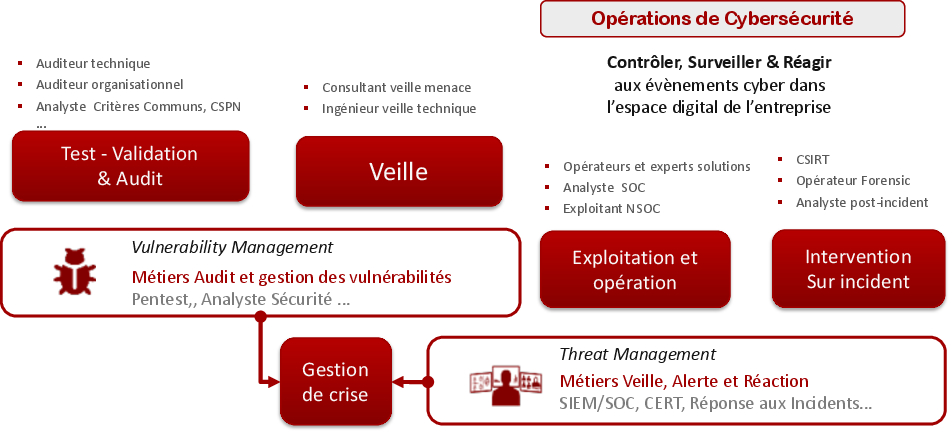 Opérations de Cybersécurité
Contrôler, Surveiller & Réagir
aux évènements cyber dans
l'espace digital de l'entreprise
Auditeur technique
Auditeur organisationnel
Analyste Critères Communs, CSPN
...
Test - Validation
& Audit
Consultant veille menace
Ingénieur veille technique
Veille
Opérateurs et experts solutions
Analyste SOC
Exploitant NSOC
Exploitation et
opération
CSIRT
Opérateur Forensic
Analyste post-incident
Intervention
Sur incident
Vulnerability Management
Métiers Audit et gestion des vulnérabilités
Pentest,, Analyste Sécurité ...
Gestion
de crise
Threat Management
Métiers Veille, Alerte et Réaction
SIEM/SOC, CERT, Réponse aux Incidents...